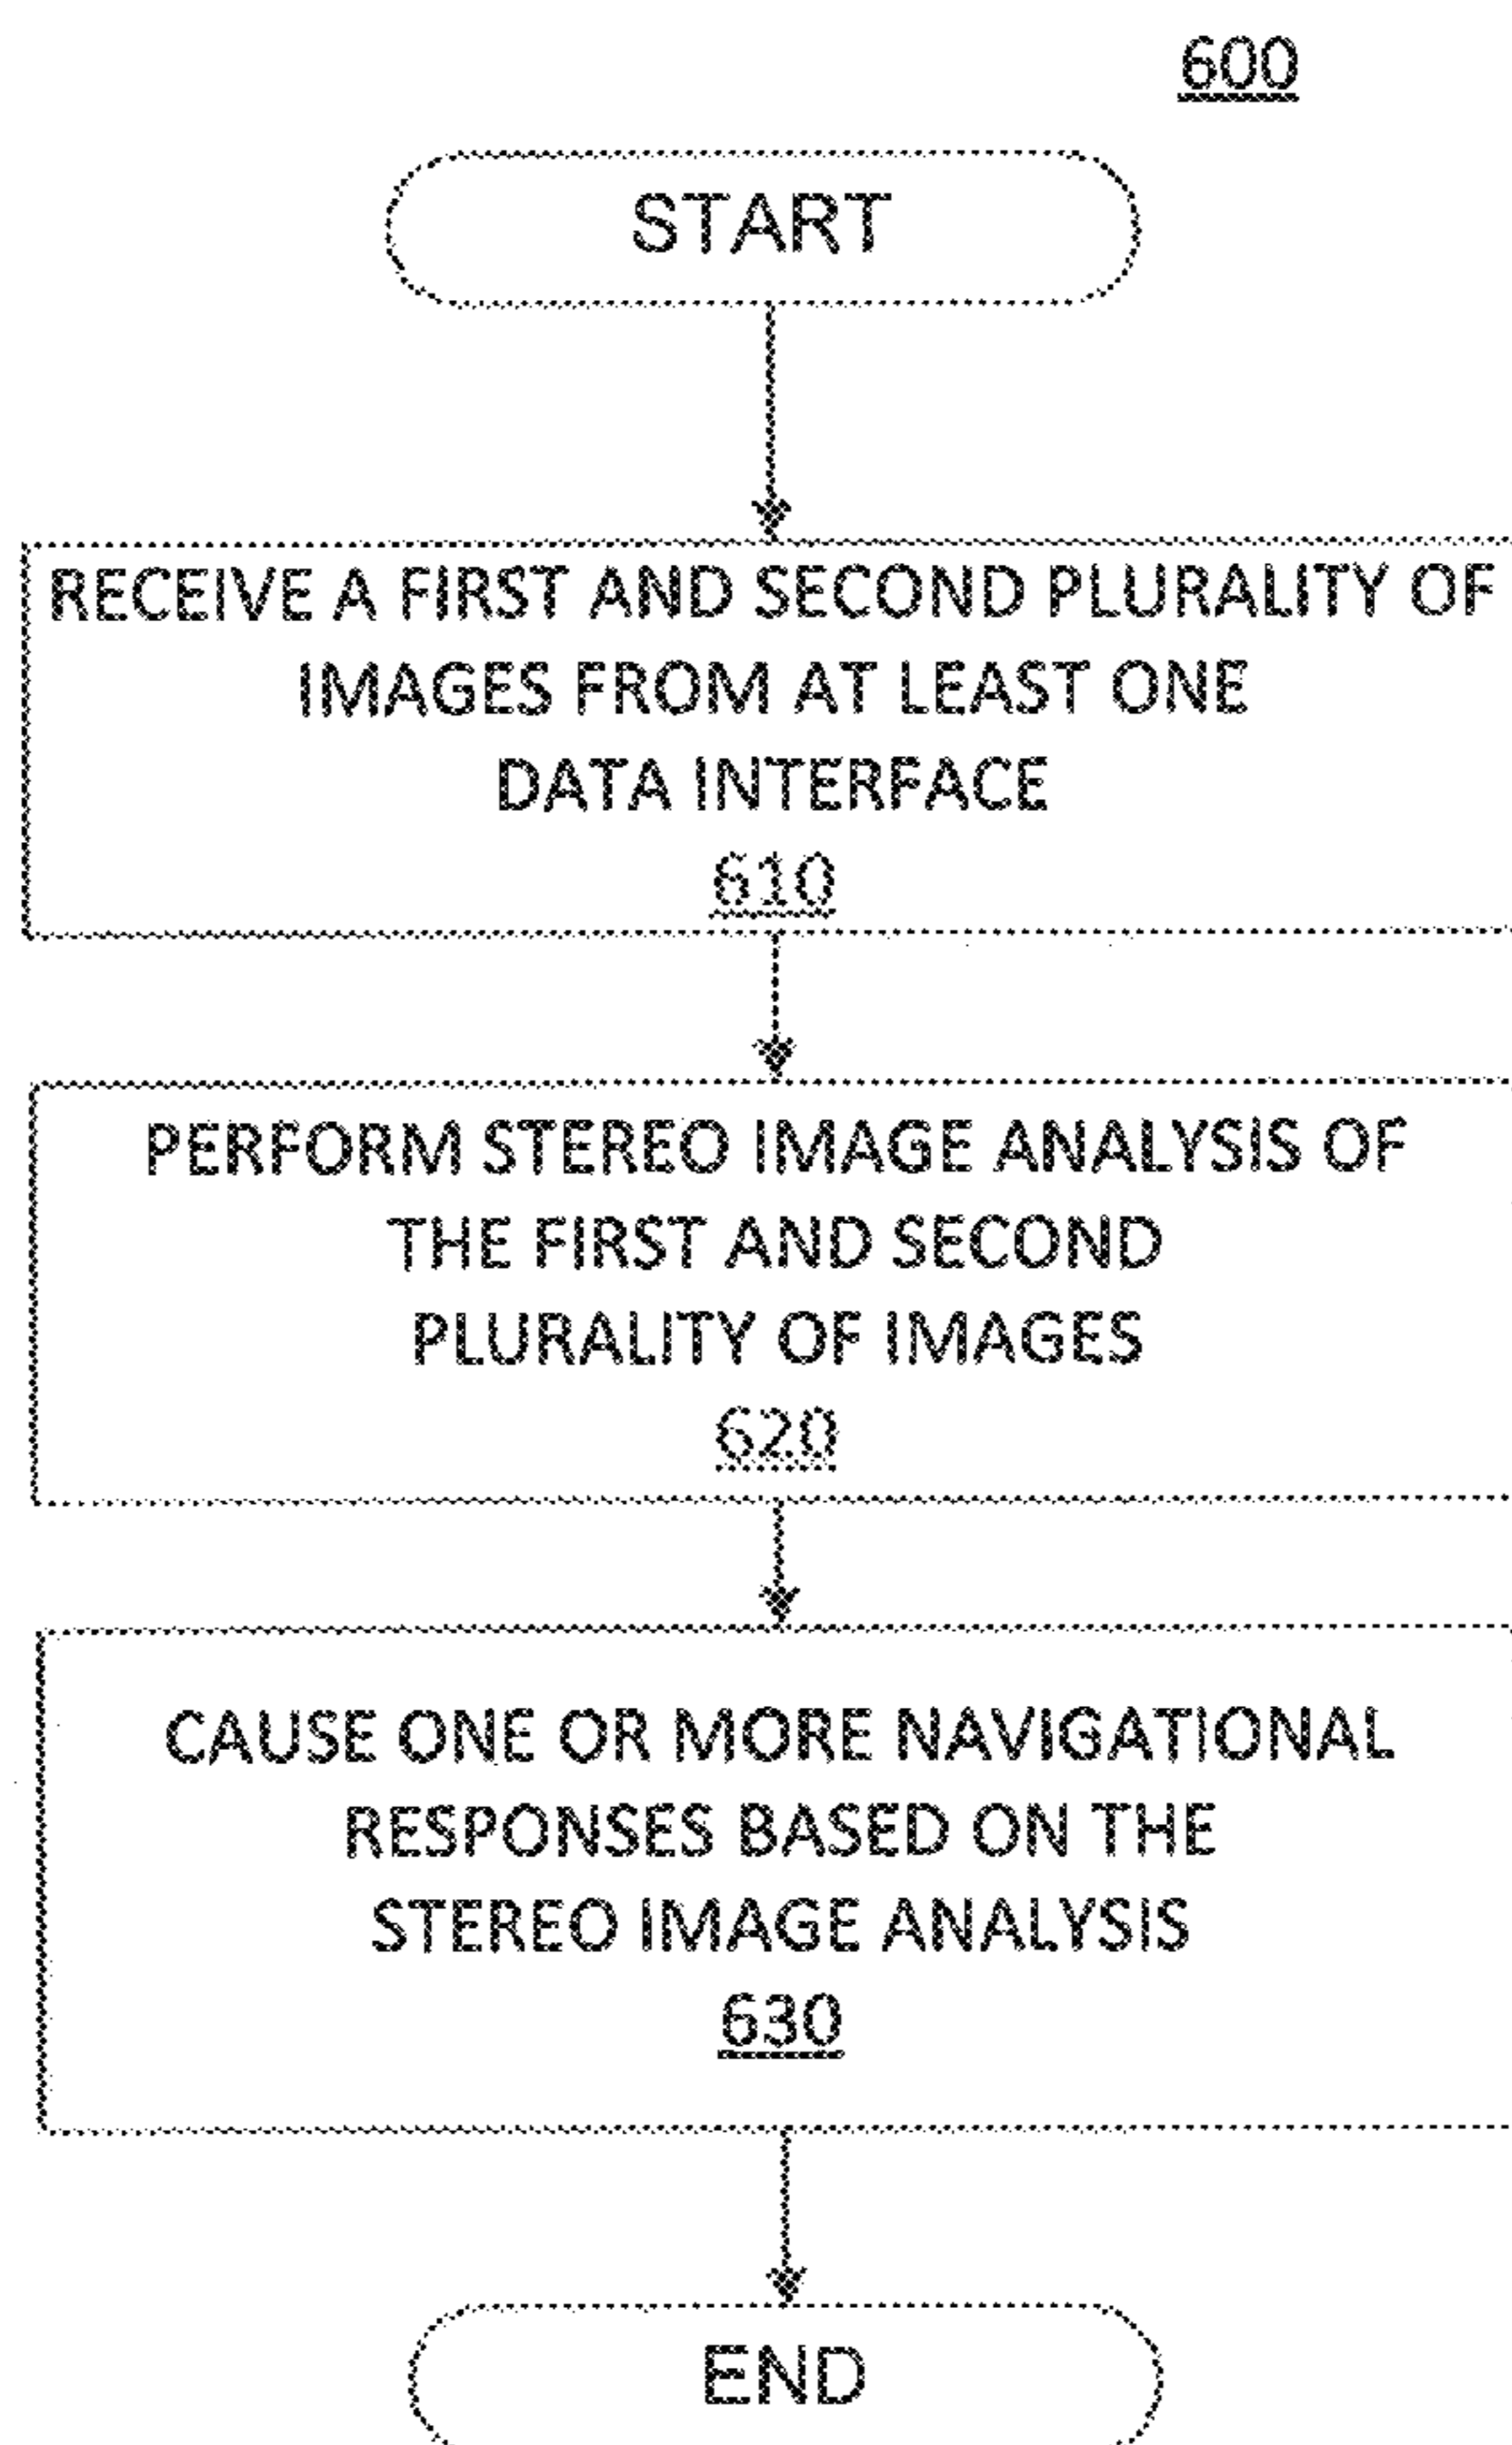 600
START
RECEIVE A FIRST AND SECOND PLURALITY OF
IMAGES FROM AT LEAST ONE
DATA INTERFACE
610
PERFORM STEREO IMAGE ANALYSIS OF
THE FIRST AND SECOND
PLURALITY OF IMAGES
620
CAUSE ONE OR MORE NAVIGATIONAL
RESPONSES BASED ON THE
STEREO IMAGE ANALYSIS
630
END